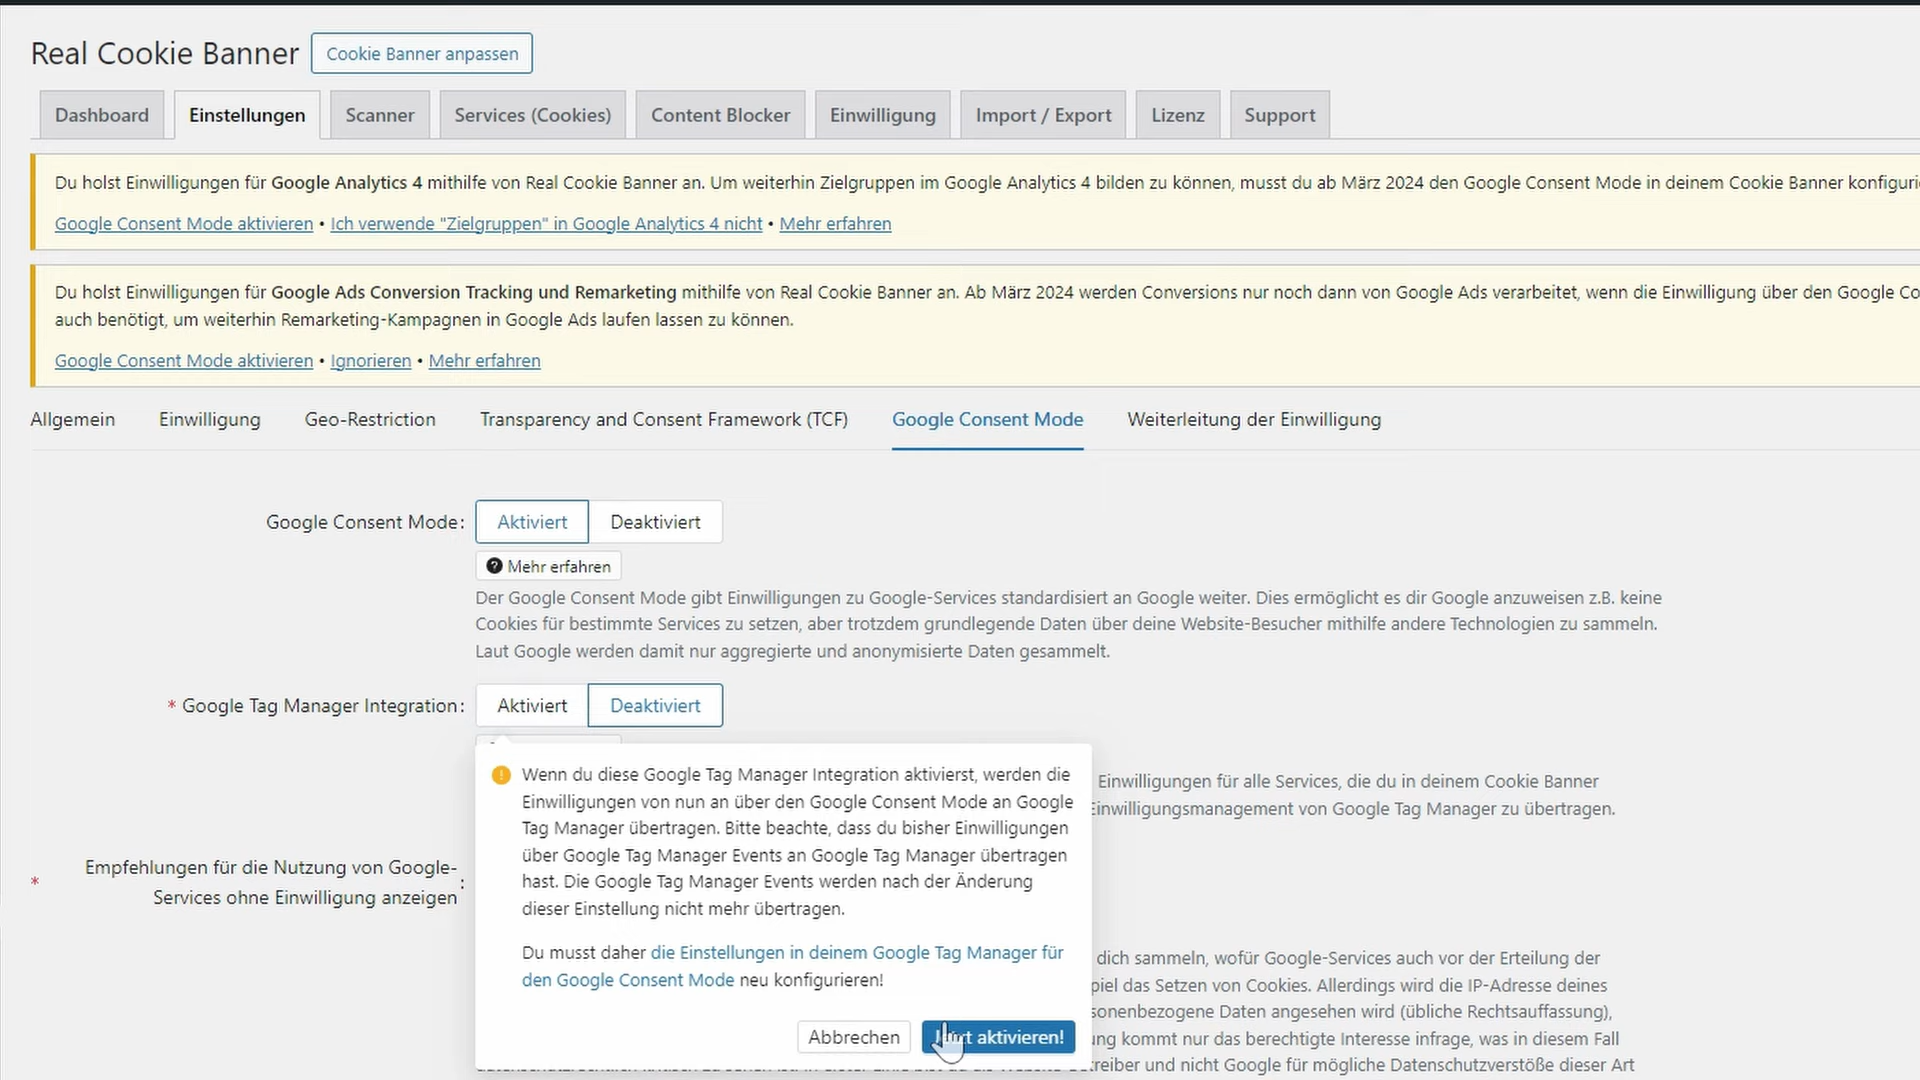 Real Cookie Banner
Cookie Banner anpassen
Dashboard
Einstellungen
Scanner
Services (Cookies)
Content Blocker
Einwilligung
Import / Export
Lizenz
Support
Du holst Einwilligungen für Google Analytics 4 mithilfe von Real Cookie Banner an. Um weiterhin Zielgruppen im Google Analytics 4 bilden zu können, musst du ab März 2024 den Google Consent Mode in deinem Cookie Banner
Google Consent Mode aktivieren • Ich verwende "Zielgruppen" in Google Analytics 4 nicht • Mehr erfahren
Du holst Einwilligungen für Google Ads Conversion Tracking und Remarketing mithilfe von Real Cookie Banner an. Ab März 2024 werden Conversions nur noch dann von Google Ads verarbeitet, wenn die Einwilligung über den Google
auch benötigt, um weiterhin Remarketing-Kampagnen in Google Ads laufen lassen zu können.
Google Consent Mode aktivieren • Ignorieren • Mehr erfahren
Allgemein
Einwilligung
Geo-Restriction
Transparency and Consent Framework (TCF)
Google Consent Mode
Weiterleitung der Einwilligung
Google Consent Mode:
Aktiviert
Deaktiviert
Mehr erfahren
Der Google Consent Mode gibt Einwilligungen zu Google-Services standardisiert an Google weiter. Dies ermöglicht es dir Google anzuweisen z.B. keine
Cookies für bestimmte Services zu setzen, aber trotzdem grundlegende Daten über deine Website-Besucher mithilfe andere Technologien zu sammeln.
Laut Google werden damit nur aggregierte und anonymisierte Daten gesammelt.
* Google Tag Manager Integration:
Aktiviert
Deaktiviert
Einwilligungen für alle Services, die du in deinem Cookie Banner
Einwilligungsmanagement von Google Tag Manager zu übertragen.
* Empfehlungen für die Nutzung von Google-
Services ohne Einwilligung anzeigen :
Wenn du diese Google Tag Manager Integration aktivierst, werden die
Einwilligungen von nun an über den Google Consent Mode an Google
Tag Manager übertragen. Bitte beachte, dass du bisher Einwilligungen
über Google Tag Manager Events an Google Tag Manager übertragen
hast. Die Google Tag Manager Events werden nach der Änderung
dieser Einstellung nicht mehr übertragen.
Du musst daher die Einstellungen in deinem Google Tag Manager für
den Google Consent Mode neu konfigurieren!
Abbrechen
aktivieren!
dich sammeln, wofür Google-Services auch vor der Erteilung der
das Setzen von Cookies. Allerdings wird die IP-Adresse deines
Daten angesehen wird (übliche Rechtsauffassung),
kommt nur das berechtigte Interesse infrage, was in diesem Fall
und nicht Google für mögliche Datenschutzverstöße dieser Art